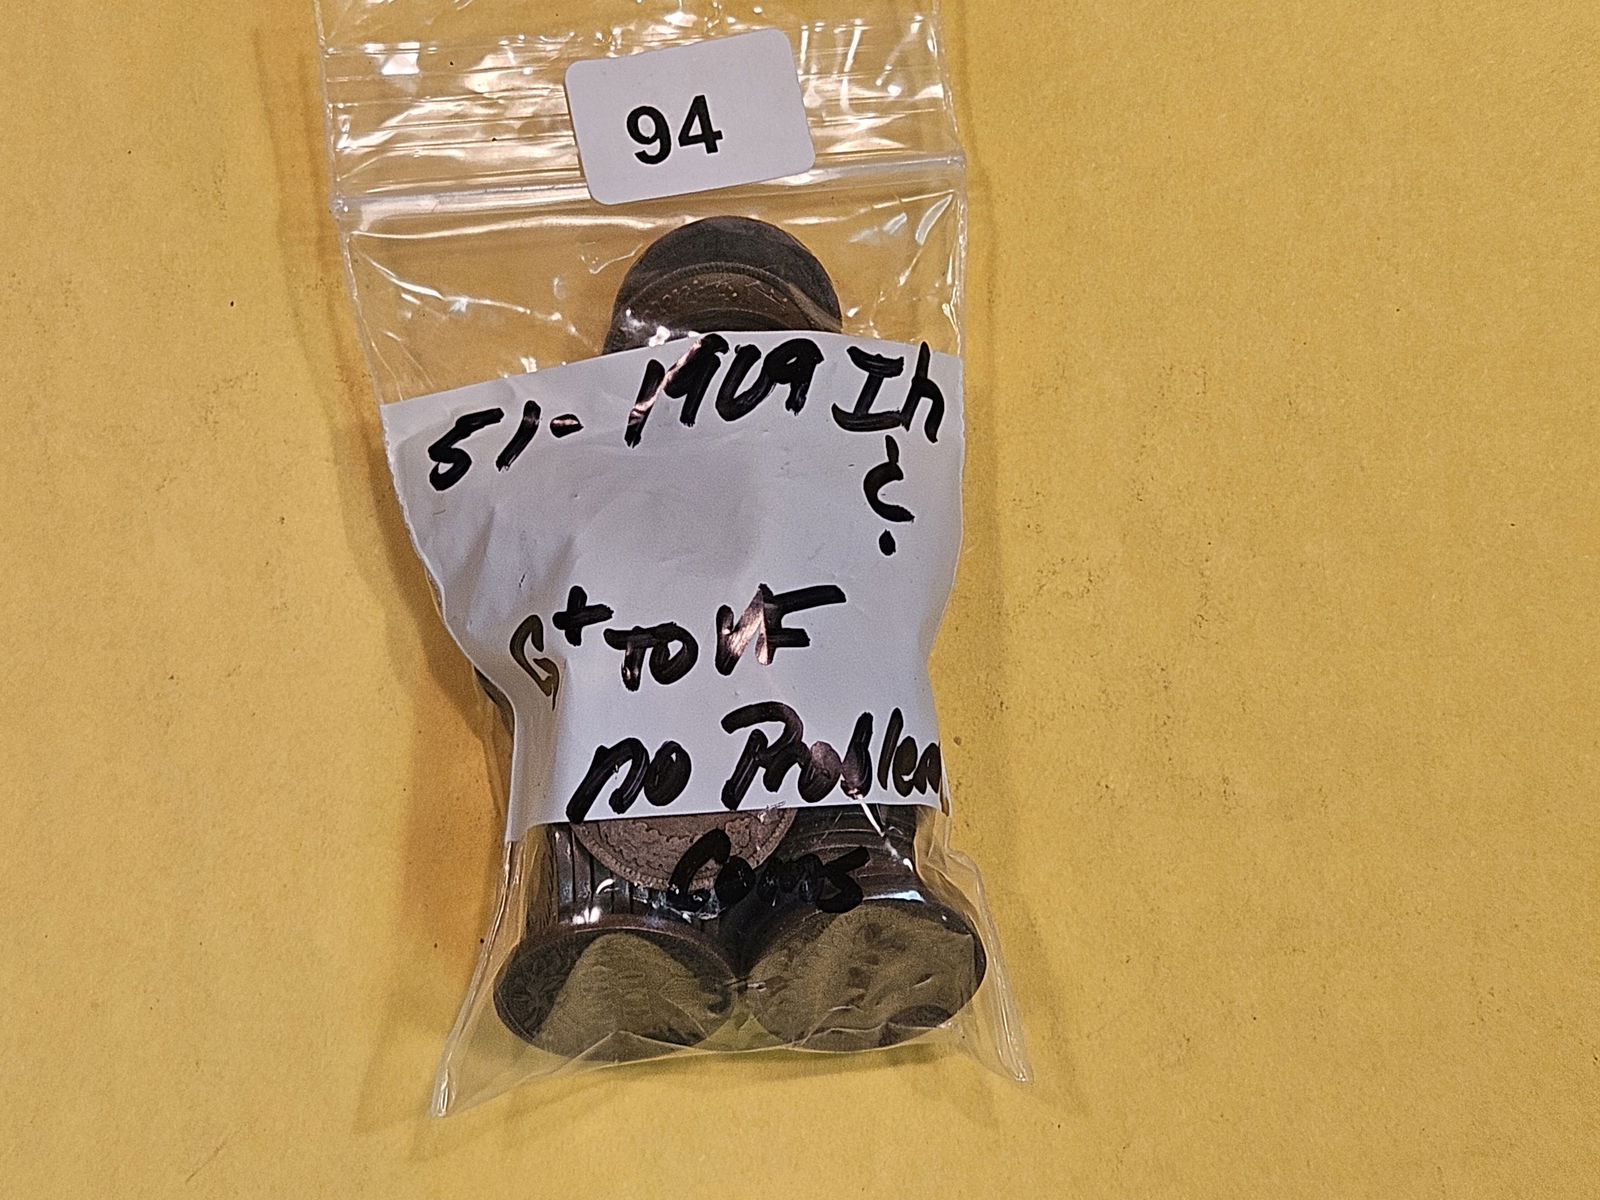 94
51- 1909 Ih
¢.
G+ TO VF
no Problem
Coins